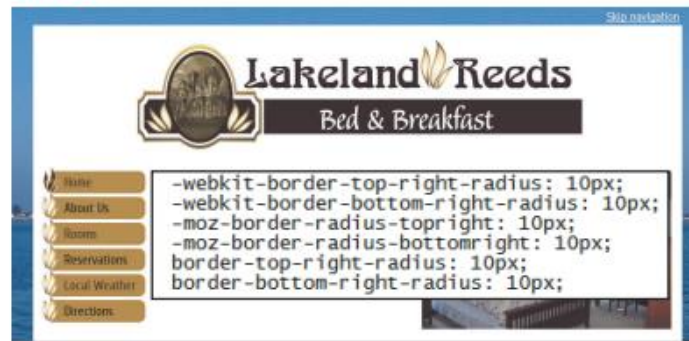 Skip navigation
Lakeland Reeds
Bed & Breakfast
Home
About Us
Rooms
Reservations
Local Weather
Directions
-webkit-border-top-right-radius: 10px;
-webkit-border-bottom-right-radius: 10px;
-moz-border-radius-topright: 10px;
-moz-border-radius-bottomright: 10px;
border-top-right-radius: 10px;
border-bottom-right-radius: 10px;